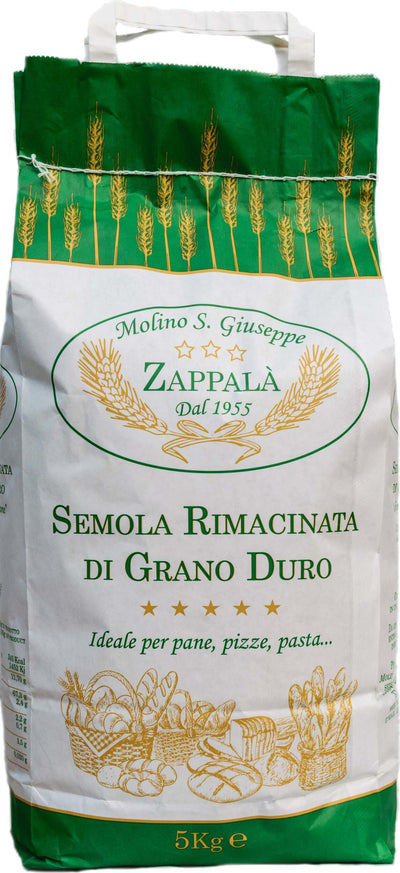 Molino S. Giuseppe
ZAPPALÀ
Dal 1955
SEMOLA RIMACINATA
DI GRANO DURO
Ideale per pane, pizze, pasta...
5Kg e